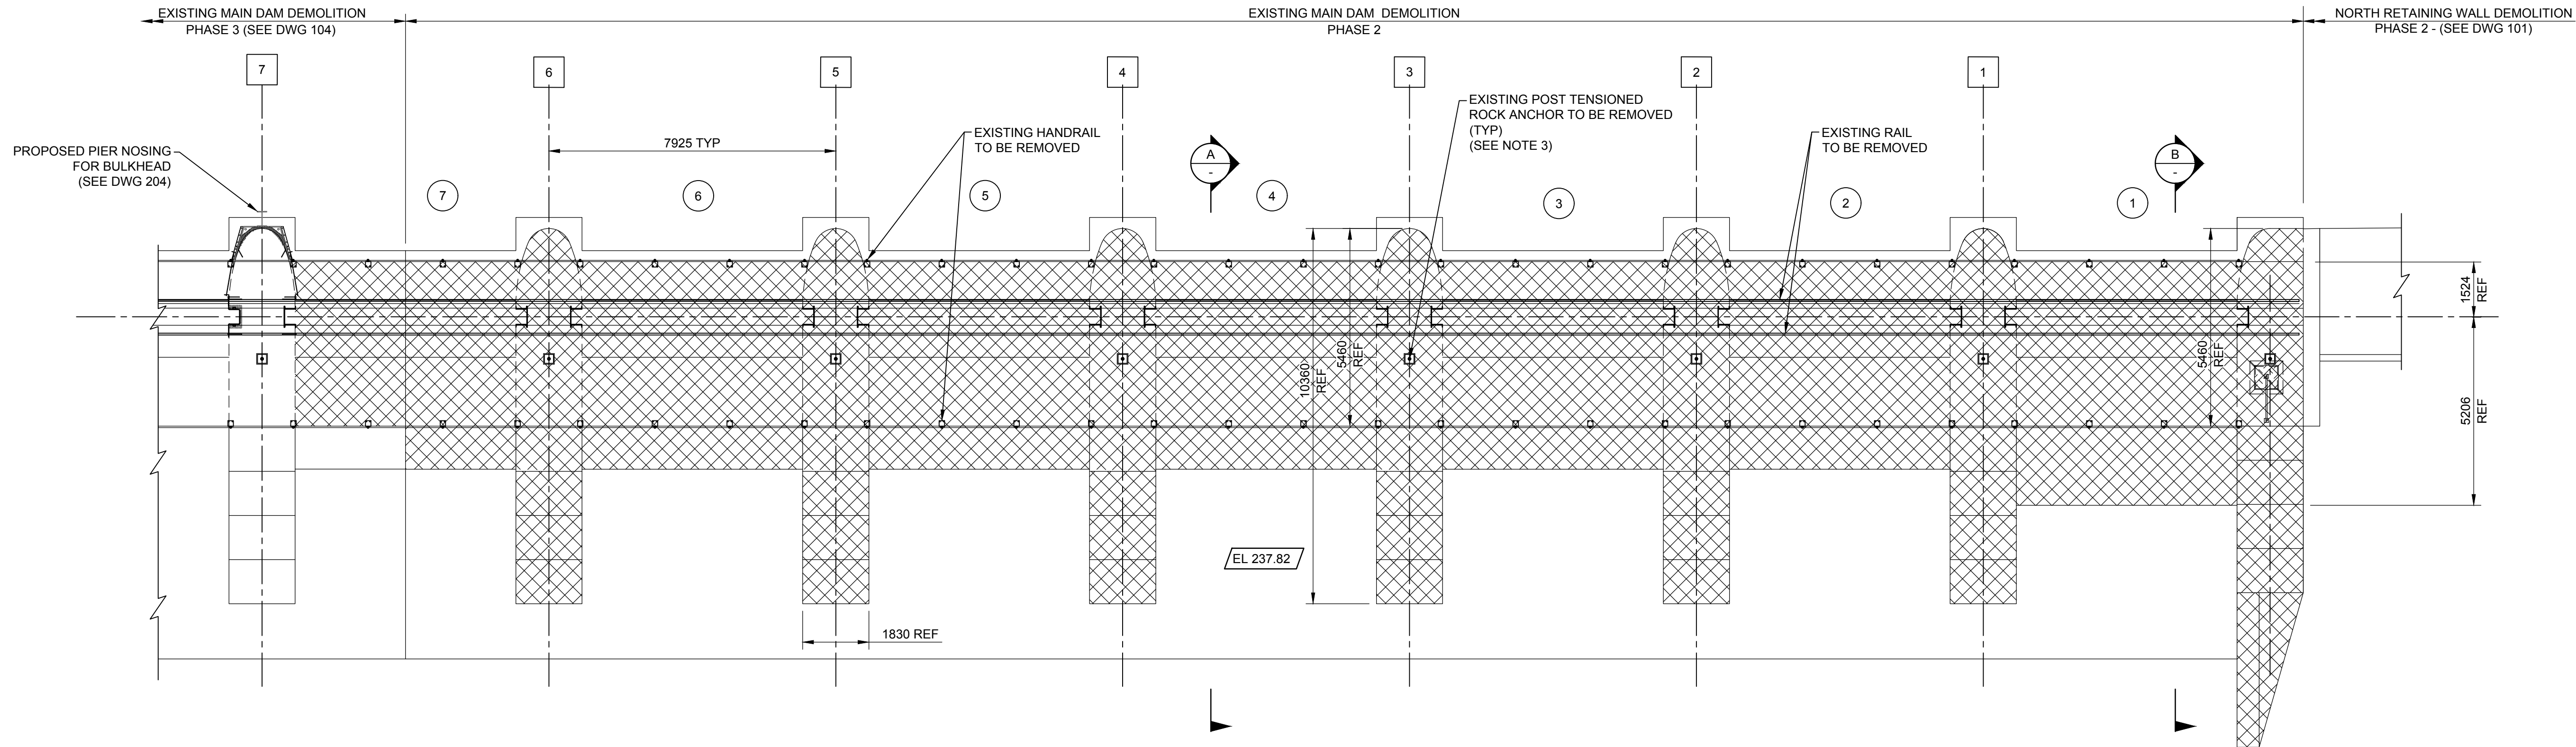 EXISTING MAIN DAM DEMOLITION
PHASE 3 (SEE DWG 104)
EXISTING MAIN DAM  DEMOLITION
PHASE 2
NORTH RETAINING WALL DEMOLITION
PHASE 2 - (SEE DWG 101)
7
6
5
4
3
2
1
PROPOSED PIER NOSING
FOR BULKHEAD
(SEE DWG 204)
7925 TYP
EXISTING HANDRAIL
TO BE REMOVED
A
-
EXISTING POST TENSIONED
ROCK ANCHOR TO BE REMOVED
(TYP)
(SEE NOTE 3)
EXISTING RAIL
TO BE REMOVED
B
-
7
6
5
4
3
2
1
1524
REF
10360
REF
5460
REF
5460
REF
5206
REF
EL 237.82
1830 REF